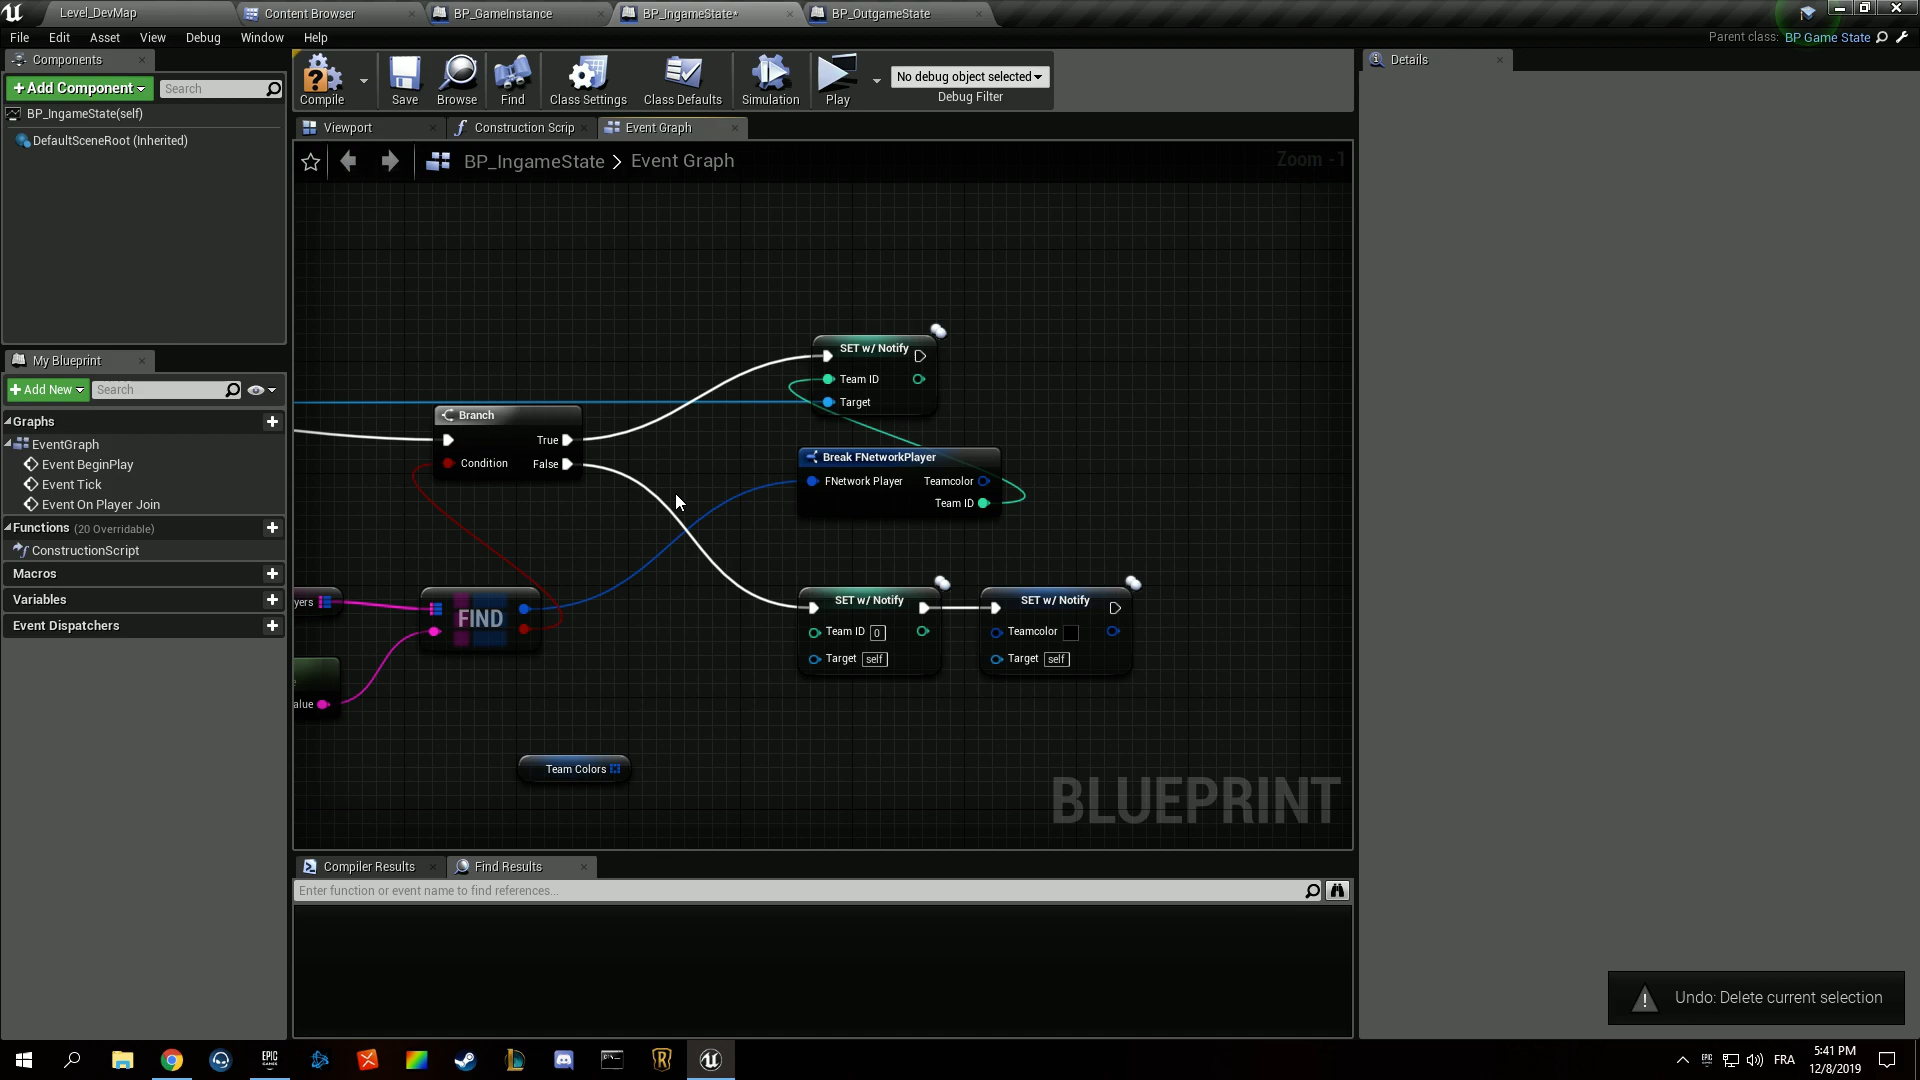 Level_DevMap
Content Browser
BP_GameInstance
BP_IngameState*
BP_OutgameState
File Edit Asset View Debug Window Help
Parent class: BP Game State
Components
+ Add Component
Search
BP_IngameState(self)
DefaultSceneRoot (Inherited)
Compile
Save
Browse
Find
Class Settings
Class Defaults
Simulation
Play
No debug object selected
Debug Filter
Details
Viewport
Construction Scrip
Event Graph
BP_IngameState > Event Graph
Zoom -1
My Blueprint
+ Add New
Search
Graphs
EventGraph
Event BeginPlay
Event Tick
Event On Player Join
Functions (20 Overridable)
ConstructionScript
Macros
Variables
Event Dispatchers
Branch
True
Condition
False
SET w/ Notify
Team ID
Target
Break FNetworkPlayer
FNetwork Player
Teamcolor
Team ID
yers
FIND
alue
SET w/ Notify
Team ID 0
Target self
SET w/ Notify
Teamcolor
Target self
Team Colors
BLUEPRINT
Compiler Results
Find Results
Enter function or event name to find references...
Undo: Delete current selection
EPIC GAMES
FRA
5:41 PM
12/8/2019